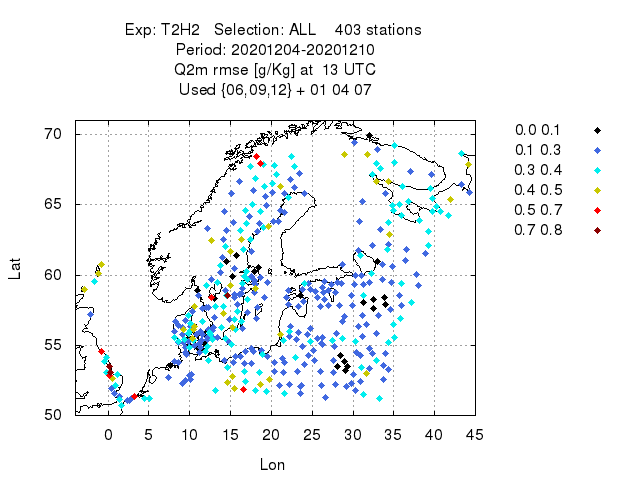 Exp: T2H2   Selection: ALL    403 stations
Period: 20201204-20201210
Q2m rmse [g/Kg] at  13 UTC
Used {06,09,12} + 01 04 07
0.0 0.1
0.1 0.3
0.3 0.4
0.4 0.5
0.5 0.7
0.7 0.8
70
65
60
55
50
Lat
0 5 10 15 20 25 30 35 40 45
Lon